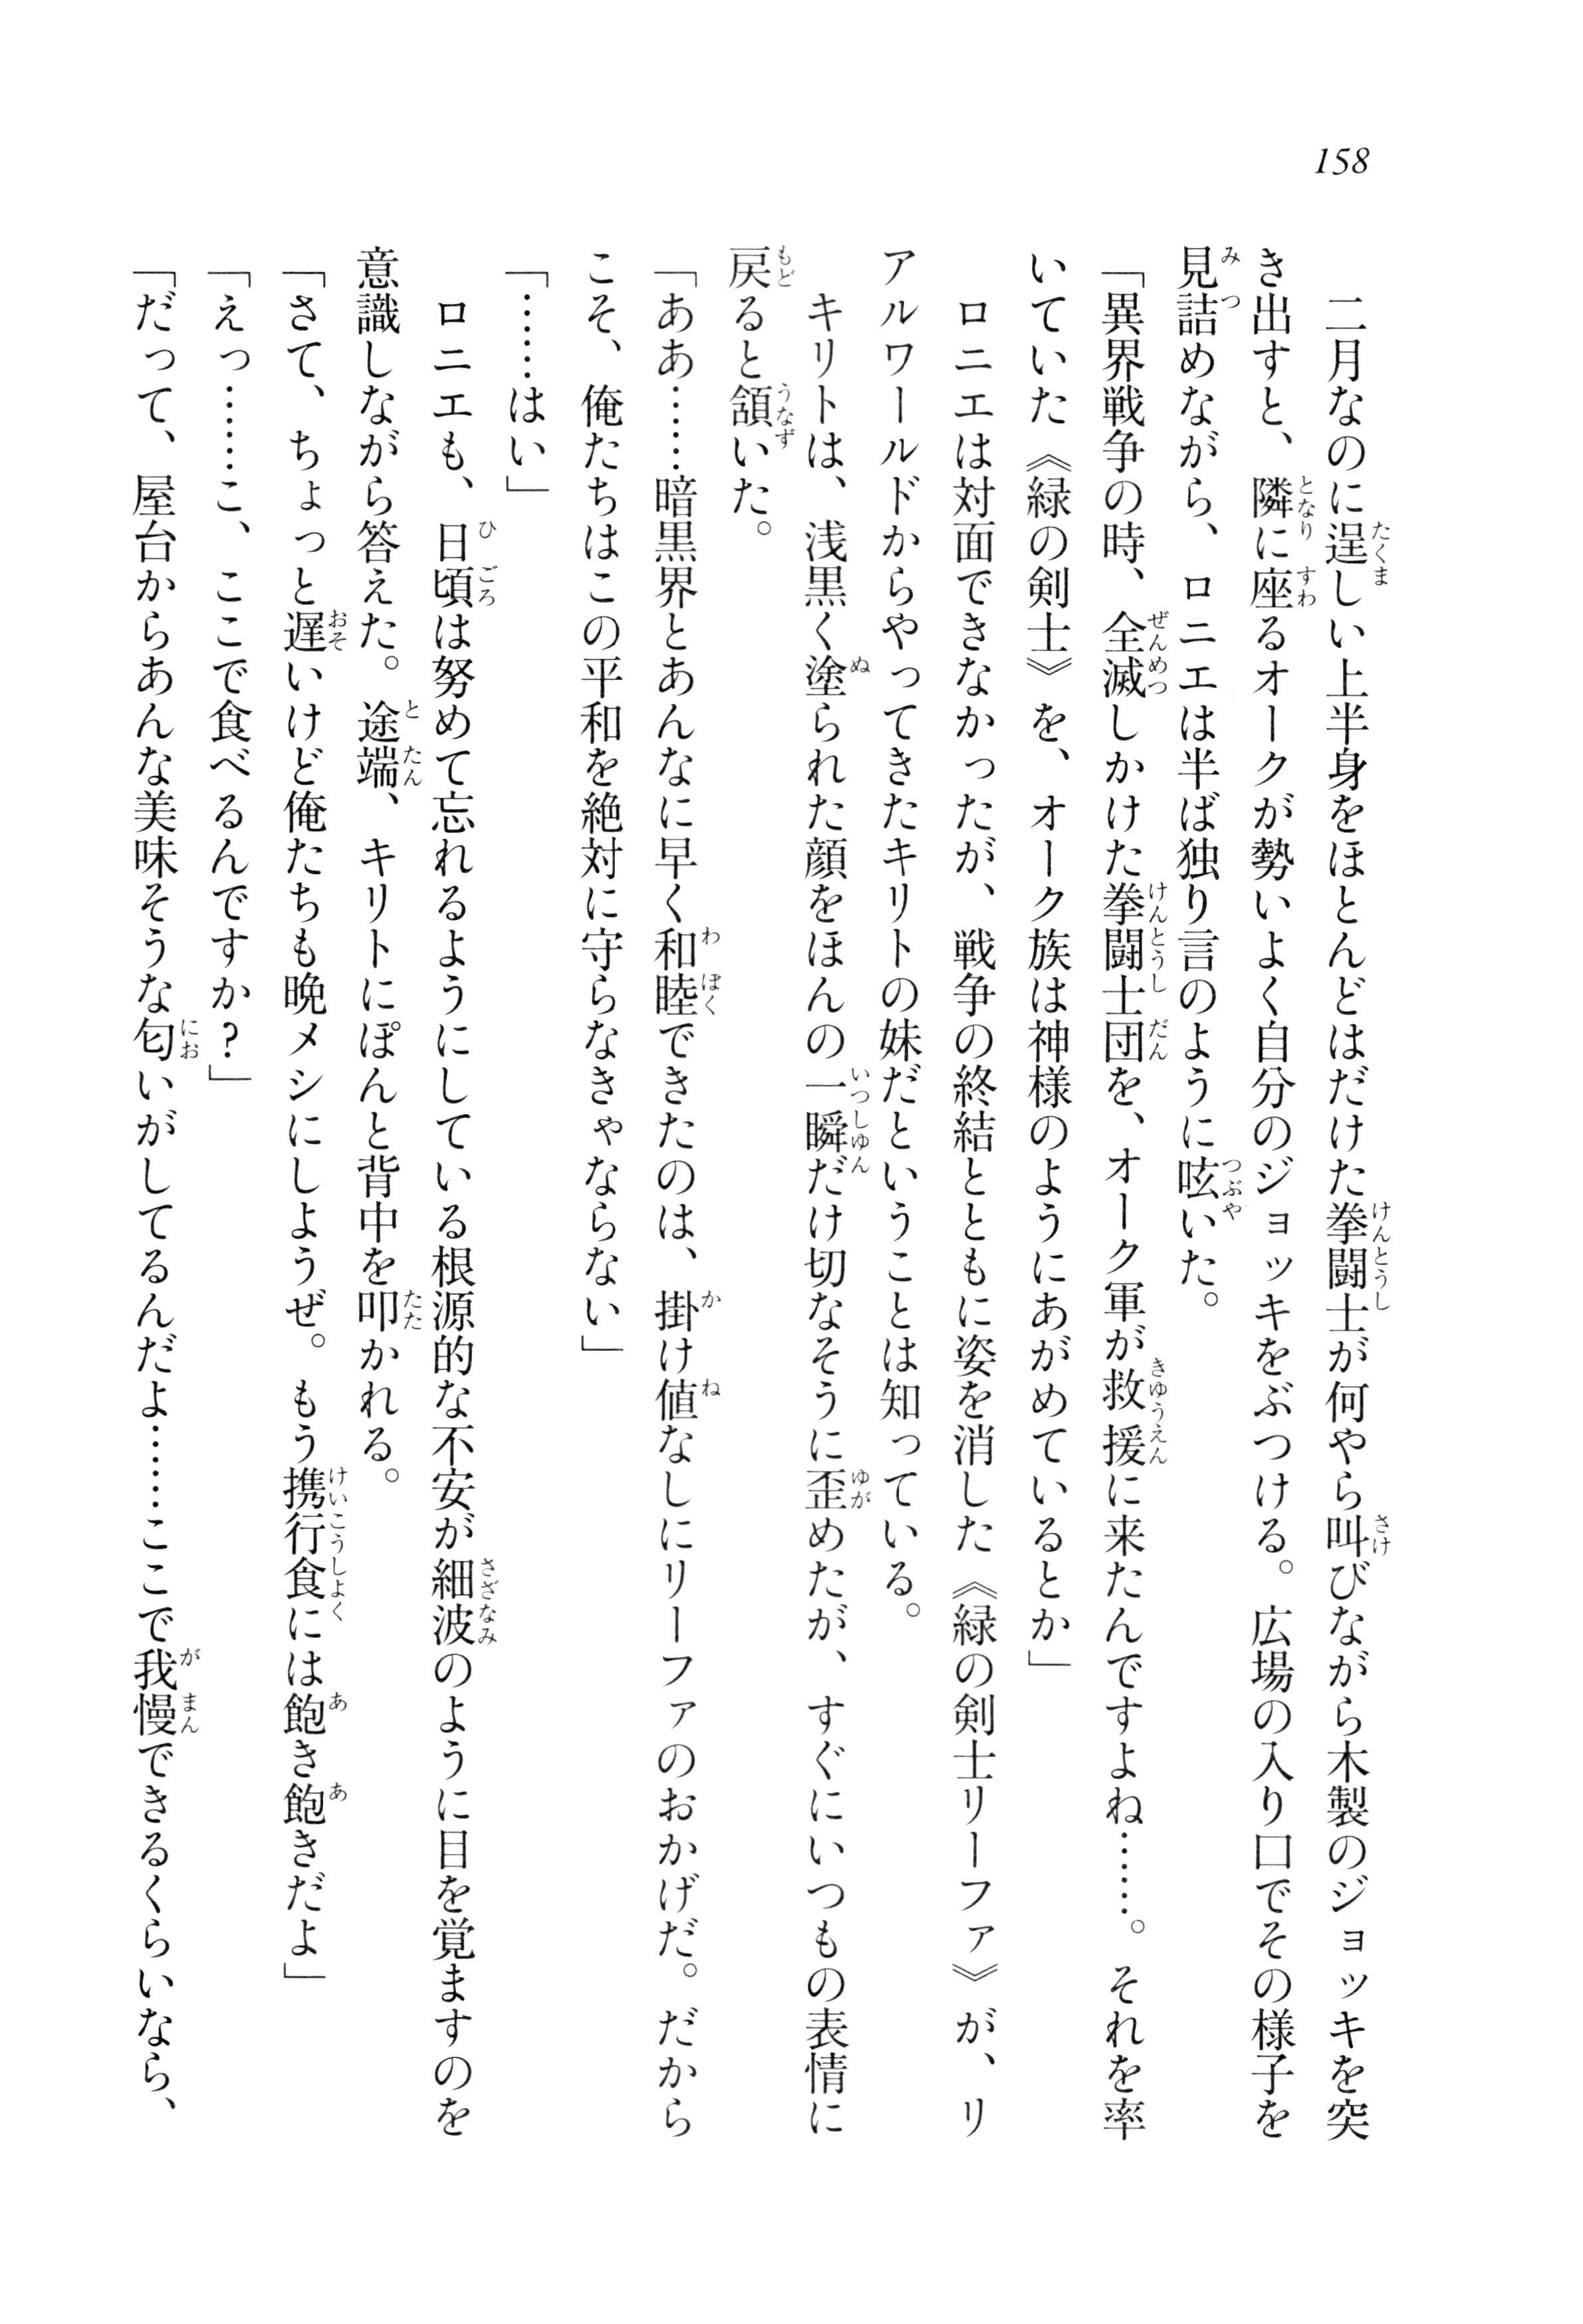 158
　二月なのに逞しい上半身をほとんどはだけた拳闘士が何やら叫びながら木製のジョッキを突
き出すと、隣に座るオークが勢いよく自分のジョッキをぶつける。広場の入り口でその様子を
見詰めながら、ロニエは半ば独り言のように呟いた。
「異界戦争の時、全滅しかけた拳闘士団を、オーク軍が救援に来たんですよね……。それを率
いていた《緑の剣士》を、オーク族は神様のようにあがめているとか」
　ロニエは対面できなかったが、戦争の終結とともに姿を消した《緑の剣士リーファ》が、リ
アルワールドからやってきたキリトの妹だということは知っている。
　キリトは、浅黒く塗られた顔をほんの一瞬だけ切なそうに歪めたが、すぐにいつもの表情に
戻ると頷いた。
「ああ……暗黒界とあんなに早く和睦できたのは、掛け値なしにリーファのおかげだ。だから
こそ、俺たちはこの平和を絶対に守らなきゃならない」
「……はい」
　ロニエも、日頃は努めて忘れるようにしている根源的な不安が細波のように目を覚ますのを
意識しながら答えた。途端、キリトにぽんと背中を叩かれる。
「さて、ちょっと遅いけど俺たちも晩メシにしようぜ。もう携行食には飽き飽きだよ」
「えっ……こ、ここで食べるんですか？」
「だって、屋台からあんな美味そうな匂いがしてるんだよ……ここで我慢できるくらいなら、